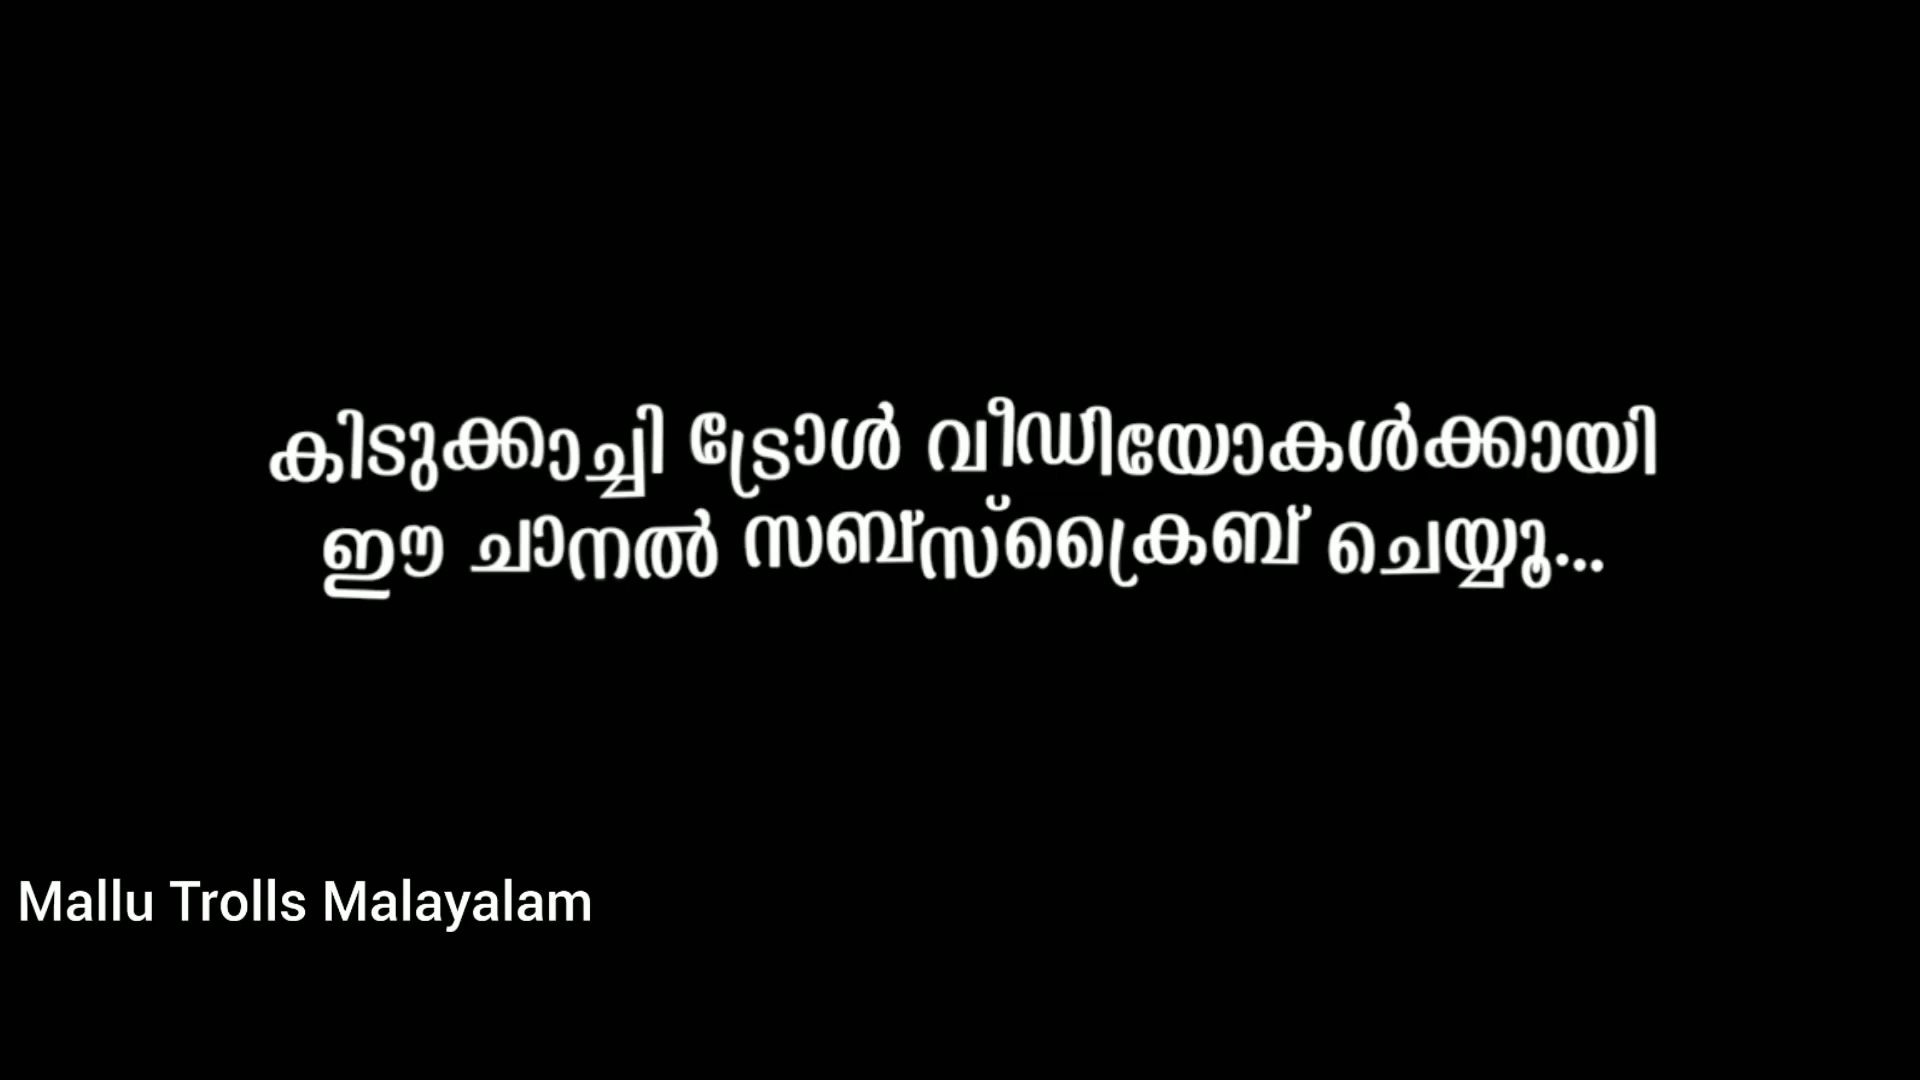 കിടുക്കാച്ചി ട്രോൾ വീഡിയോകൾക്കായി
ഈ ചാനൽ സബ്സ്ക്രൈബ് ചെയ്യൂ...
Mallu Trolls Malayalam